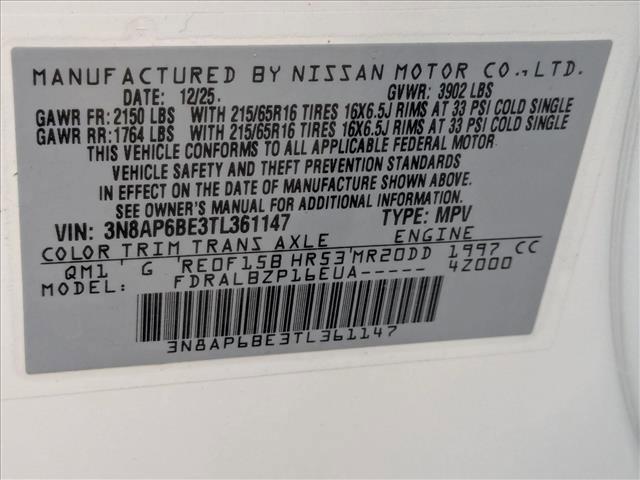 MANUFACTURED BY NISSAN MOTOR CO.,LTD.
DATE: 12/25. GVWR: 3902 LBS
GAWR FR: 2150 LBS WITH 215/65R16 TIRES 16X6.5J RIMS AT 33 PSI COLD SINGLE
GAWR RR: 1764 LBS WITH 215/65R16 TIRES 16X6.5J RIMS AT 33 PSI COLD SINGLE
THIS VEHICLE CONFORMS TO ALL APPLICABLE FEDERAL MOTOR
VEHICLE SAFETY AND THEFT PREVENTION STANDARDS
IN EFFECT ON THE DATE OF MANUFACTURE SHOWN ABOVE.
SEE OWNER'S MANUAL FOR ADDITIONAL INFORMATION.
VIN: 3N8AP6BE3TL361147 TYPE: MPV
COLOR TRIM TRANS AXLE ENGINE
QM1 G RE0F15B HR53 MR20DD 1997 CC
FDRALBZP16EUA----- 4Z000
3N8AP6BE3TL361147